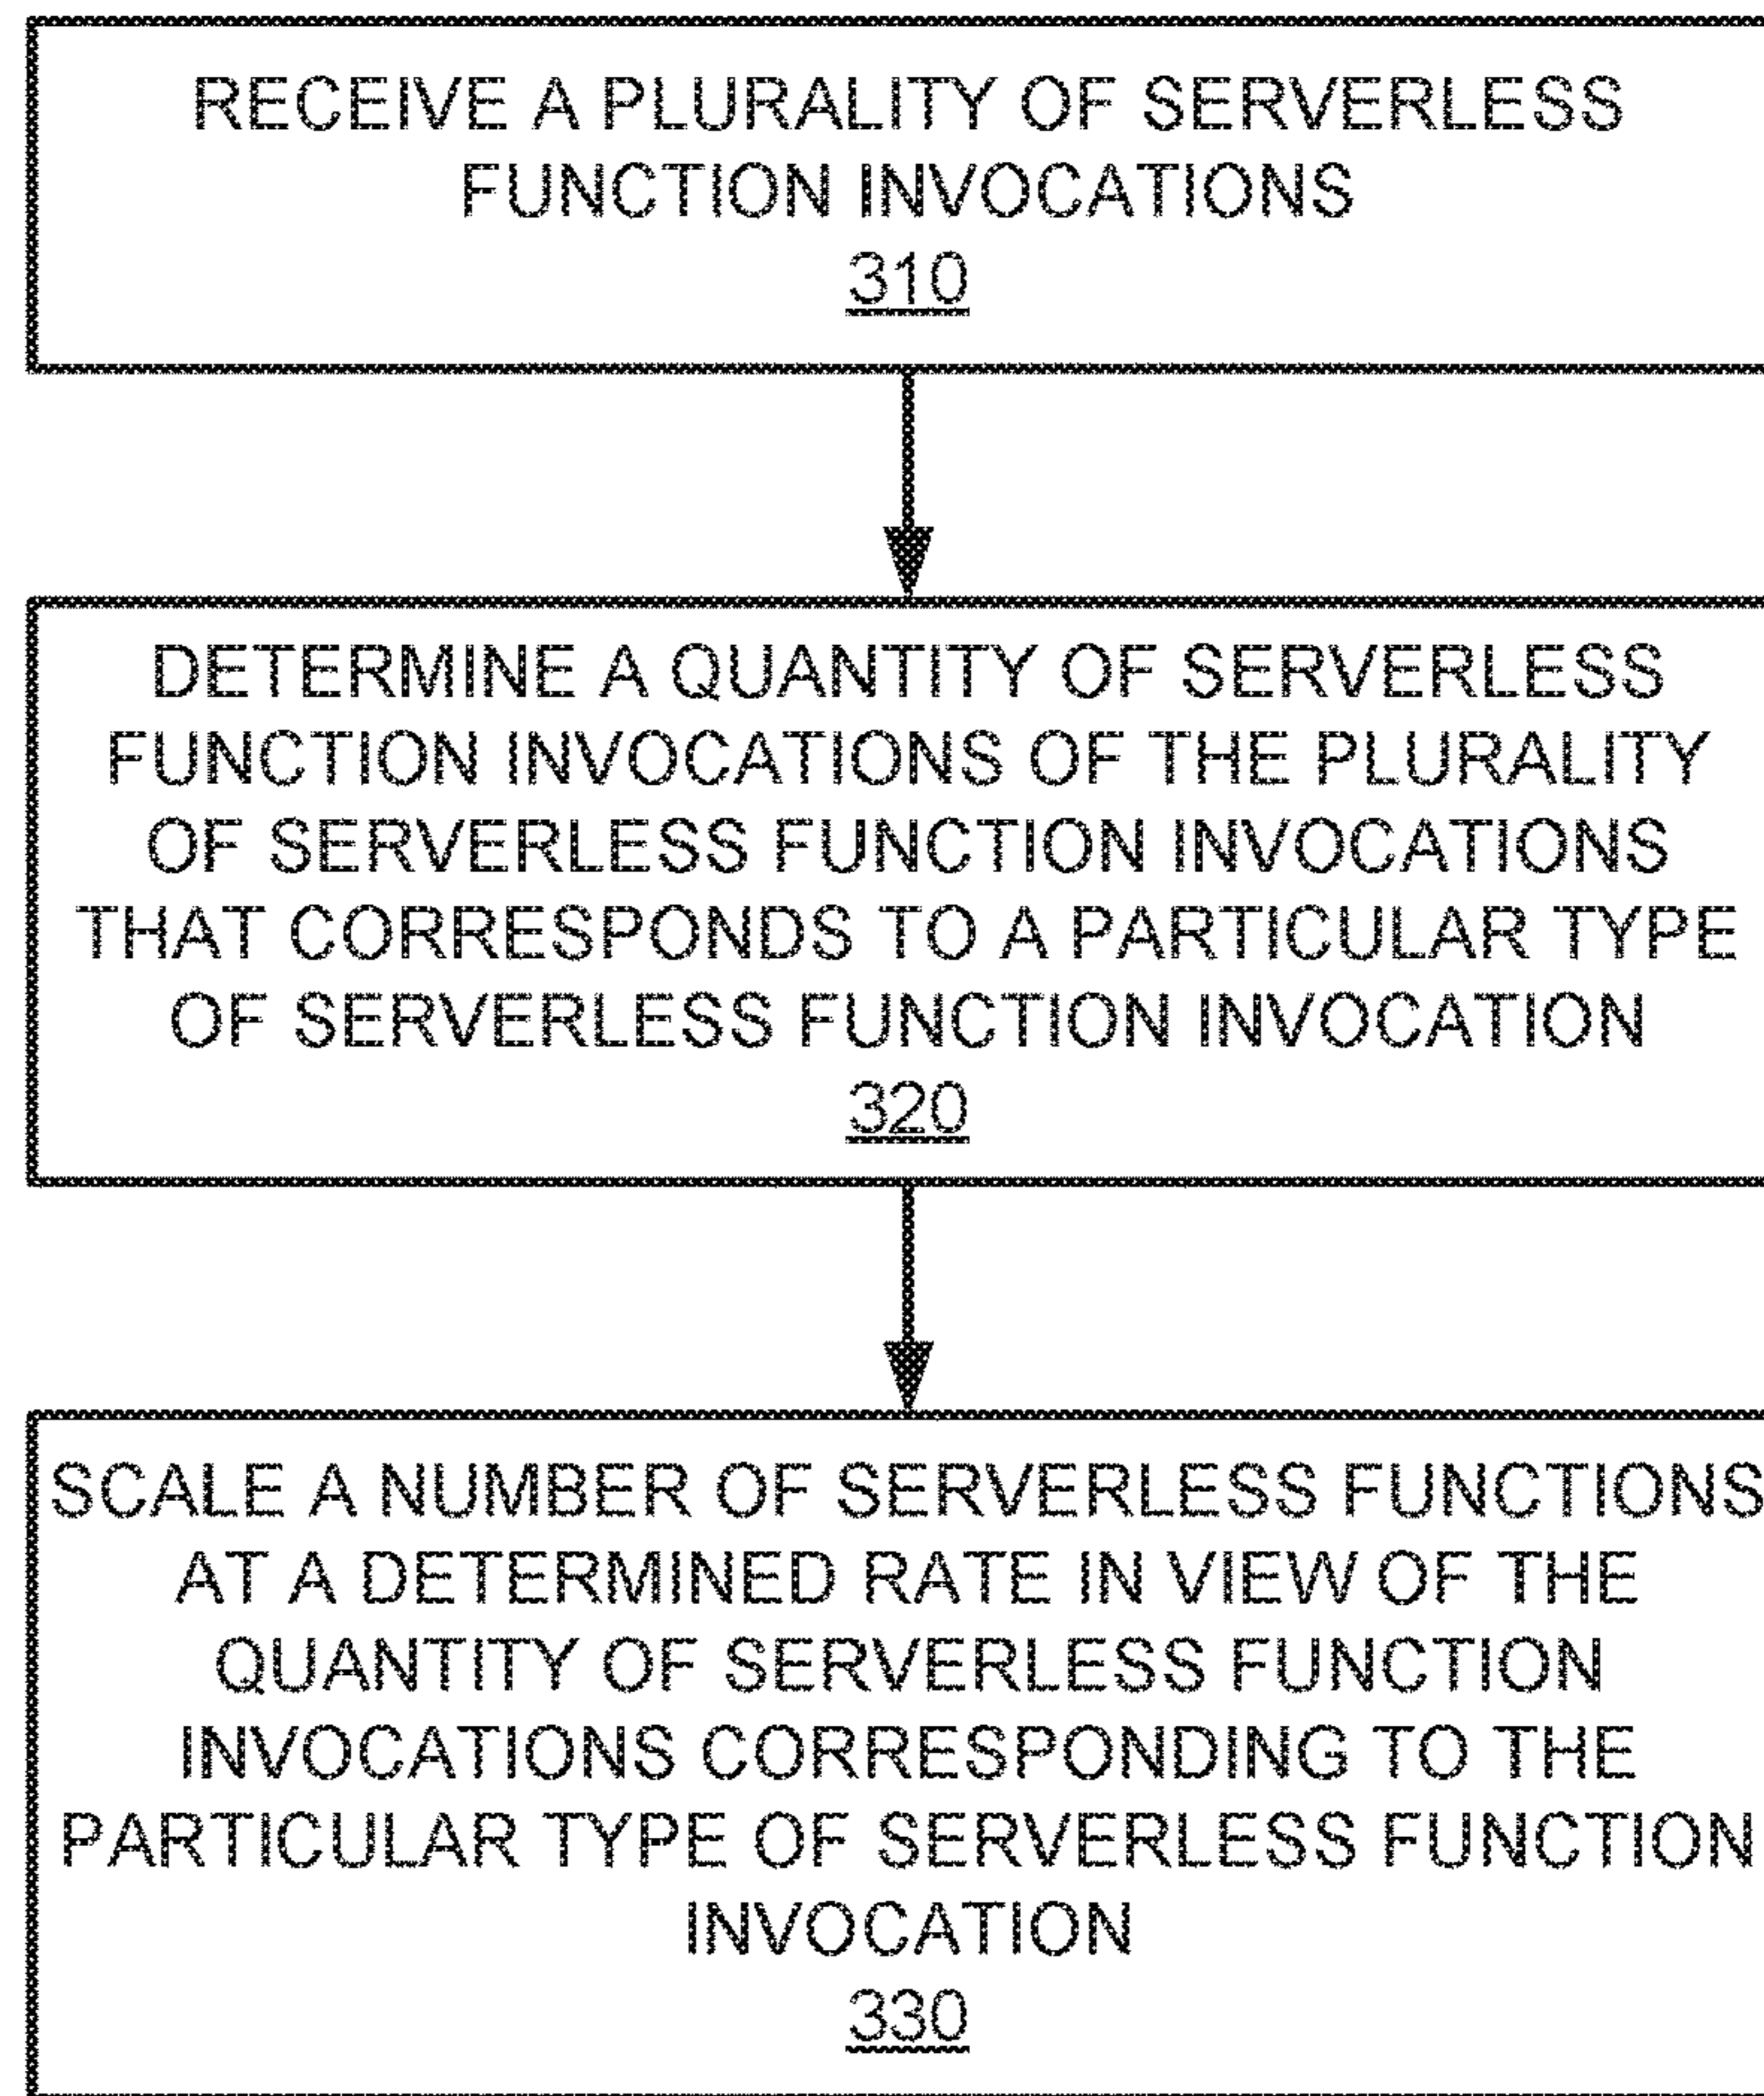 RECEIVE A PLURALITY OF SERVERLESS
FUNCTION INVOCATIONS
310
DETERMINE A QUANTITY OF SERVERLESS
FUNCTION INVOCATIONS OF THE PLURALITY
OF SERVERLESS FUNCTION INVOCATIONS
THAT CORRESPONDS TO A PARTICULAR TYPE
OF SERVERLESS FUNCTION INVOCATION
320
SCALE A NUMBER OF SERVERLESS FUNCTIONS
AT A DETERMINED RATE IN VIEW OF THE
QUANTITY OF SERVERLESS FUNCTION
INVOCATIONS CORRESPONDING TO THE
PARTICULAR TYPE OF SERVERLESS FUNCTION
INVOCATION
330